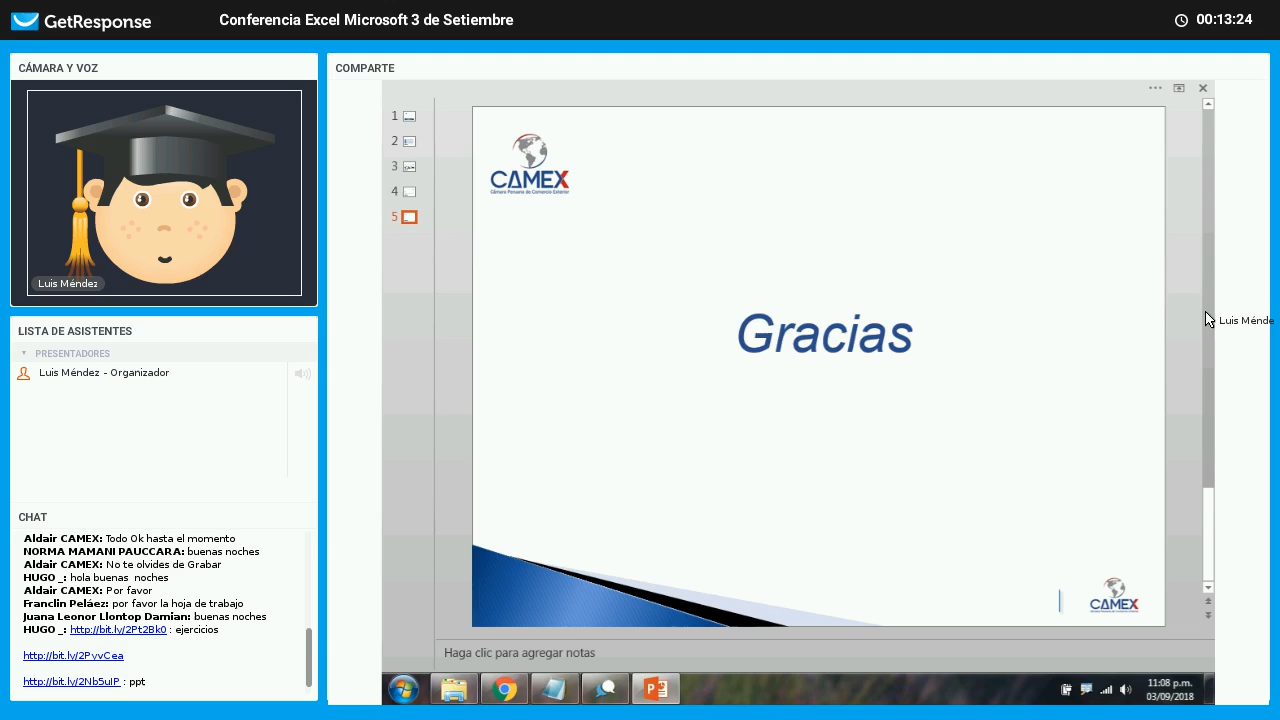 GetResponse
Conferencia Excel Microsoft 3 de Setiembre
00:13:24
CÁMARA Y VOZ
Luis Méndez
LISTA DE ASISTENTES
PRESENTADORES
Luis Méndez - Organizador
CHAT
Aldair CAMEX: Todo Ok hasta el momento
NORMA MAMANI PAUCCARA: buenas noches
Aldair CAMEX: No te olvides de Grabar
HUGO _: hola buenas  noches
Aldair CAMEX: Por favor
Franclin Peláez: por favor la hoja de trabajo
Juana Leonor Llontop Damian: buenas noches
HUGO _: http://bit.ly/2Pt2Bk0 : ejercicios
http://bit.ly/2PyvCea
http://bit.ly/2Nb5uIP : ppt
COMPARTE
1
2
3
4
5
CAMEX
Cámara Peruana de Comercio Exterior
Gracias
CAMEX
Luis Ménde
Haga clic para agregar notas
11:08 p.m.
03/09/2018